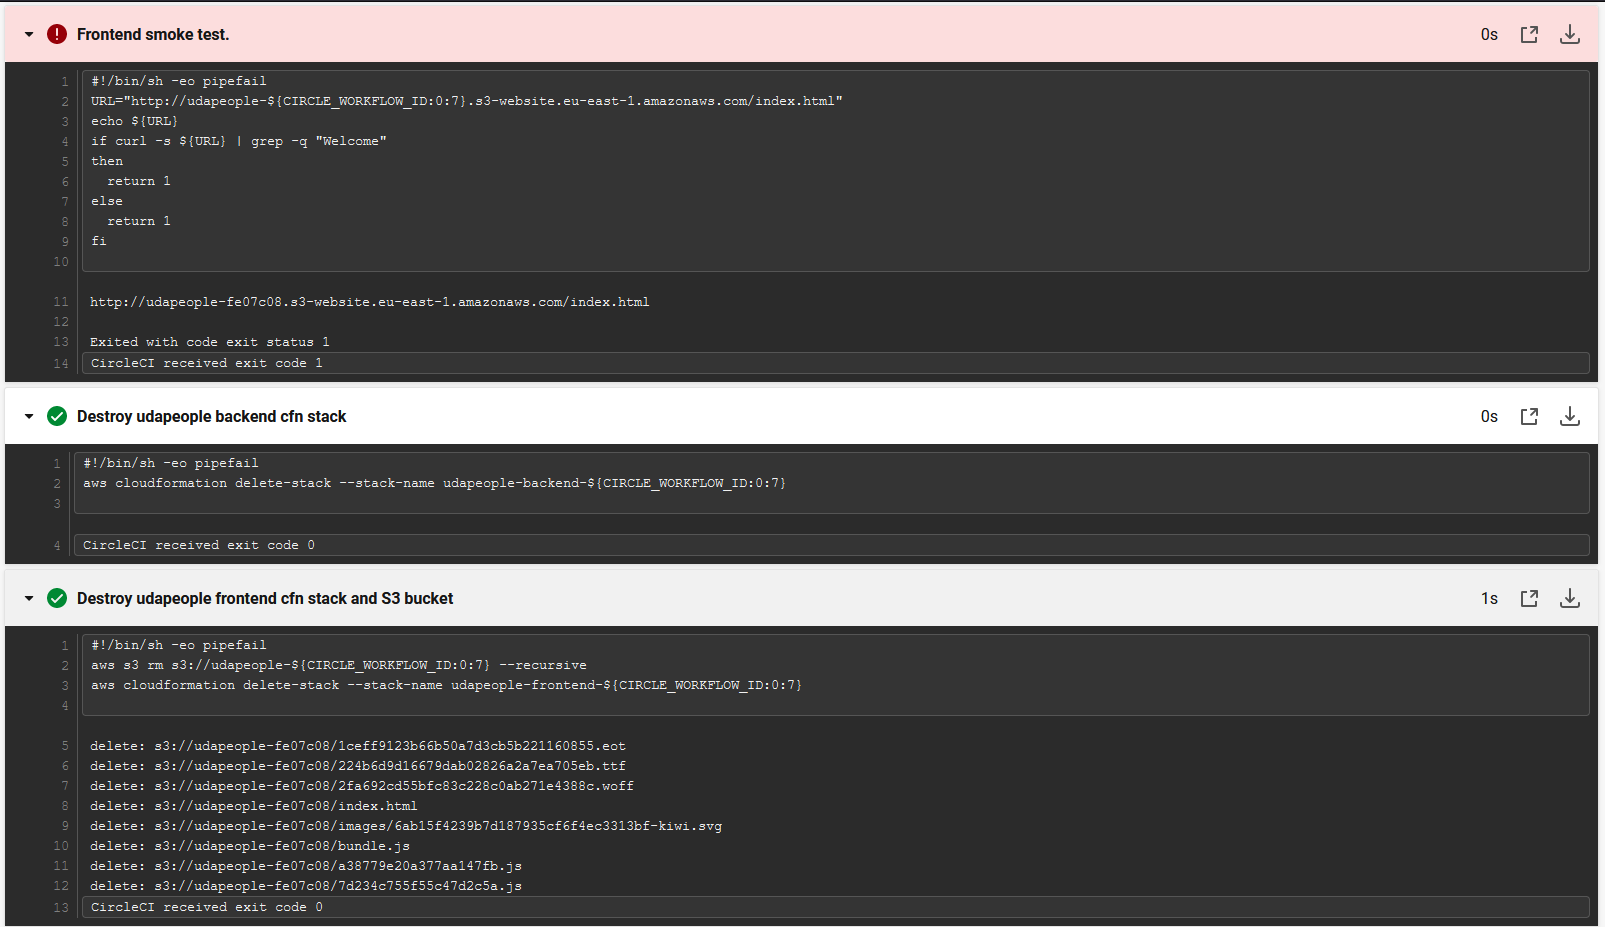 Frontend smoke test.
0s
1 #!/bin/sh -eo pipefail
2 URL="http://udapeople-${CIRCLE_WORKFLOW_ID:0:7}.s3-website.eu-east-1.amazonaws.com/index.html"
3 echo ${URL}
4 if curl -s ${URL} | grep -q "Welcome"
5 then
6 return 1
7 else
8 return 1
9 fi
10
11 http://udapeople-fe07c08.s3-website.eu-east-1.amazonaws.com/index.html
12
13 Exited with code exit status 1
14 CircleCI received exit code 1
Destroy udapeople backend cfn stack
0s
1 #!/bin/sh -eo pipefail
2 aws cloudformation delete-stack --stack-name udapeople-backend-${CIRCLE_WORKFLOW_ID:0:7}
3
4 CircleCI received exit code 0
Destroy udapeople frontend cfn stack and S3 bucket
1s
1 #!/bin/sh -eo pipefail
2 aws s3 rm s3://udapeople-${CIRCLE_WORKFLOW_ID:0:7} --recursive
3 aws cloudformation delete-stack --stack-name udapeople-frontend-${CIRCLE_WORKFLOW_ID:0:7}
4
5 delete: s3://udapeople-fe07c08/1ceff9123b66b50a7d3cb5b221160855.eot
6 delete: s3://udapeople-fe07c08/224b6d9d16679dab02826a2a7ea705eb.ttf
7 delete: s3://udapeople-fe07c08/2fa692cd55bfc83c228c0ab271e4388c.woff
8 delete: s3://udapeople-fe07c08/index.html
9 delete: s3://udapeople-fe07c08/images/6ab15f4239b7d187935cf6f4ec3313bf-kiwi.svg
10 delete: s3://udapeople-fe07c08/bundle.js
11 delete: s3://udapeople-fe07c08/a38779e20a377aa147fb.js
12 delete: s3://udapeople-fe07c08/7d234c755f55c47d2c5a.js
13 CircleCI received exit code 0